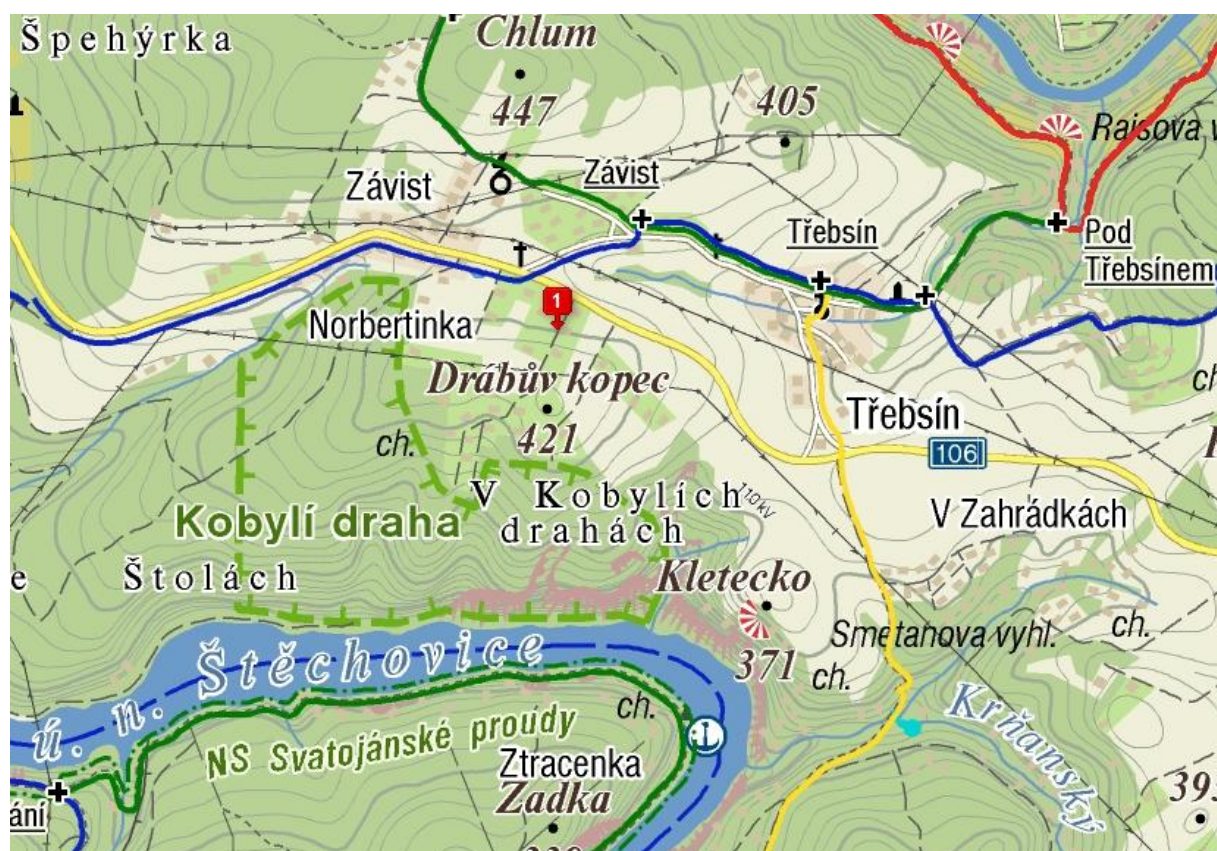 Špehýrka
Chlum
447
405
Raisova v
Závist
Závist
Třebsín
Pod
Třebsínem
1
Norbertinka
Drábův kopec
421
ch.
Třebsín
106
ch
V Kobylích
drahách
110 kV
Kobylí draha
V Zahrádkách
e
Štolách
Kletecko
371
Smetanova vyhl.
ch.
ch.
ú. n. Štěchovice
ch.
NS Svatojánské proudy
Krňanský
Ztracenka
Zadka
393
ání